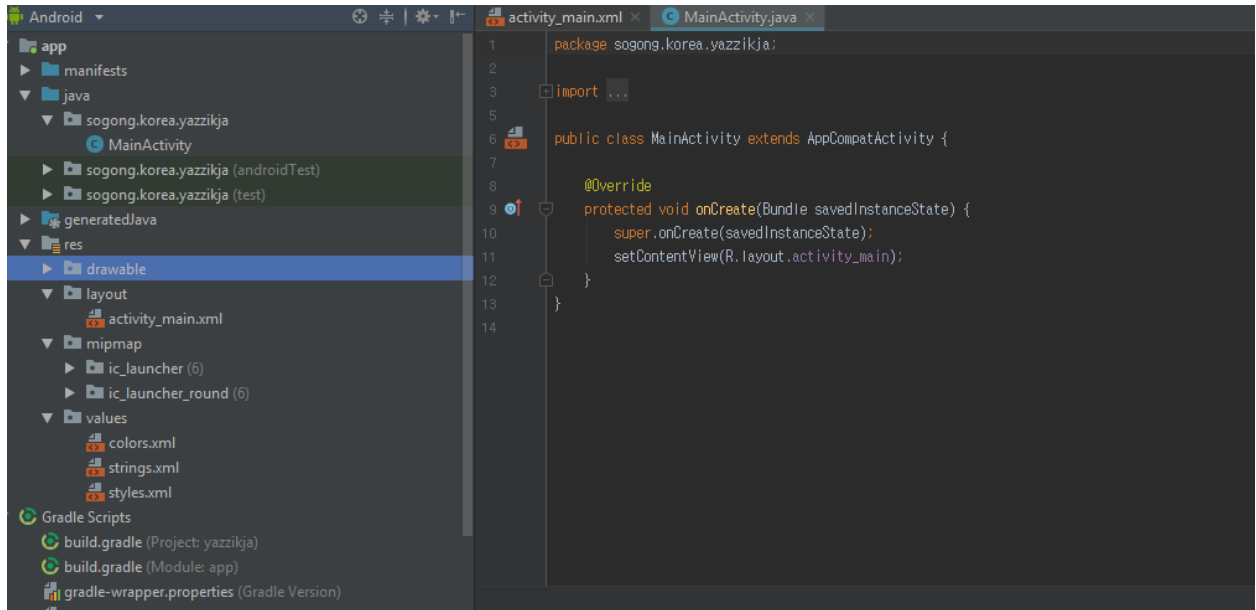 Android
app
manifests
java
sogong.korea.yazzikja
MainActivity
sogong.korea.yazzikja (androidTest)
sogong.korea.yazzikja (test)
generatedJava
res
drawable
layout
activity_main.xml
mipmap
ic_launcher (6)
ic_launcher_round (6)
values
colors.xml
strings.xml
styles.xml
Gradle Scripts
build.gradle (Project: yazzikja)
build.gradle (Module: app)
gradle-wrapper.properties (Gradle Version)
activity_main.xml MainActivity.java
1 package sogong.korea.yazzikja;
2
3 import ...
5
6 public class MainActivity extends AppCompatActivity {
7
8 @Override
9 protected void onCreate(Bundle savedInstanceState) {
10 super.onCreate(savedInstanceState);
11 setContentView(R.layout.activity_main);
12 }
13 }
14